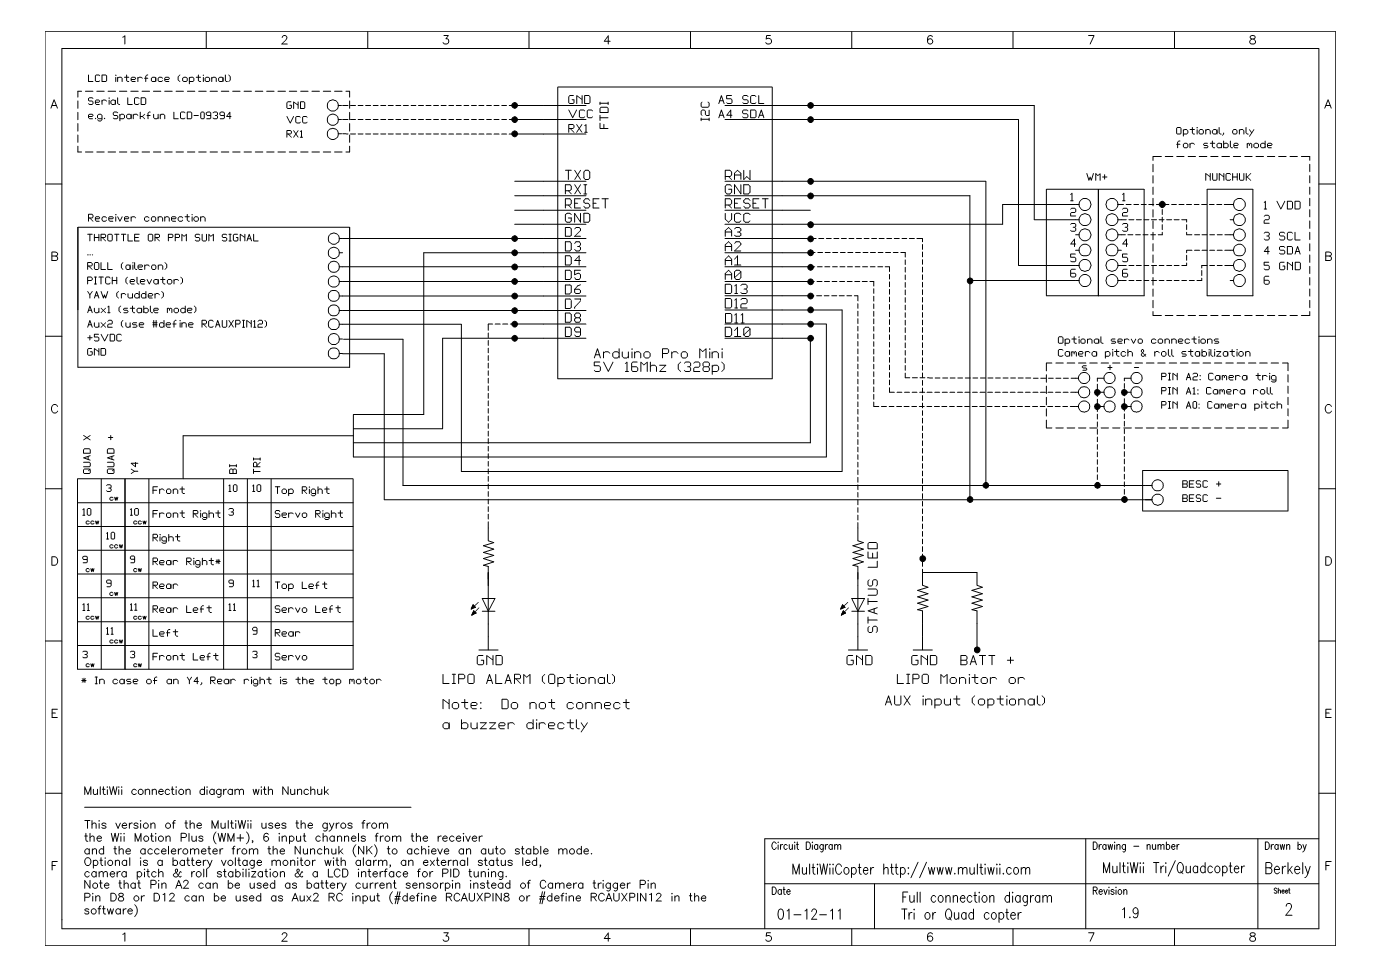 1 2 3 4 5 6 7 8
A
B
C
D
E
F
LCD interface (optional)
Serial LCD
e.g. Sparkfun LCD-09394
GND
VCC
RX1
Receiver connection
THROTTLE OR PPM SUM SIGNAL
...
ROLL (aileron)
PITCH (elevator)
YAW (rudder)
Aux1 (stable mode)
Aux2 (use #define RCAUXPIN12)
+5VDC
GND
GND
VCC
RX1
FTDI
TXO
RXI
RESET
GND
D2
D3
D4
D5
D6
D7
D8
D9
I2C
A5 SCL
A4 SDA
RAW
GND
RESET
VCC
A3
A2
A1
A0
D13
D12
D11
D10
Arduino Pro Mini
5V 16Mhz (328p)
Optional, only
for stable mode
WM+
1 1
2 2
3 3
4 4
5 5
6 6
NUNCHUK
1 VDD
2
3 SCL
4 SDA
5 GND
6
Optional servo connections
Camera pitch & roll stabilization
s + -
PIN A2: Camera trig
PIN A1: Camera roll
PIN A0: Camera pitch
BESC +
BESC -
QUAD X QUAD + Y4 BI TRI
3 cw Front 10 10 Top Right
10 ccw 10 ccw Front Right 3 Servo Right
10 ccw Right
9 cw 9 cw Rear Right*
9 cw Rear 9 11 Top Left
11 ccw 11 ccw Rear Left 11 Servo Left
11 ccw Left 9 Rear
3 cw 3 cw Front Left 3 Servo
* In case of an Y4, Rear right is the top motor
GND
LIPO ALARM (Optional)
Note: Do not connect
a buzzer directly
STATUS LED
GND
GND BATT +
LIPO Monitor or
AUX input (optional)
MultiWii connection diagram with Nunchuk
This version of the MultiWii uses the gyros from
the Wii Motion Plus (WM+), 6 input channels from the receiver
and the accelerometer from the Nunchuk (NK) to achieve an auto stable mode.
Optional is a battery voltage monitor with alarm, an external status led,
camera pitch & roll stabilization & a LCD interface for PID tuning.
Note that Pin A2 can be used as battery current sensorpin instead of Camera trigger Pin
Pin D8 or D12 can be used as Aux2 RC input (#define RCAUXPIN8 or #define RCAUXPIN12 in the
software)
Circuit Diagram
MultiWiiCopter http://www.multiwii.com
Drawing - number
MultiWii Tri/Quadcopter
Drawn by
Berkely
Date
01-12-11
Full connection diagram
Tri or Quad copter
Revision
1.9
Sheet
2
A
B
C
D
E
F
1 2 3 4 5 6 7 8